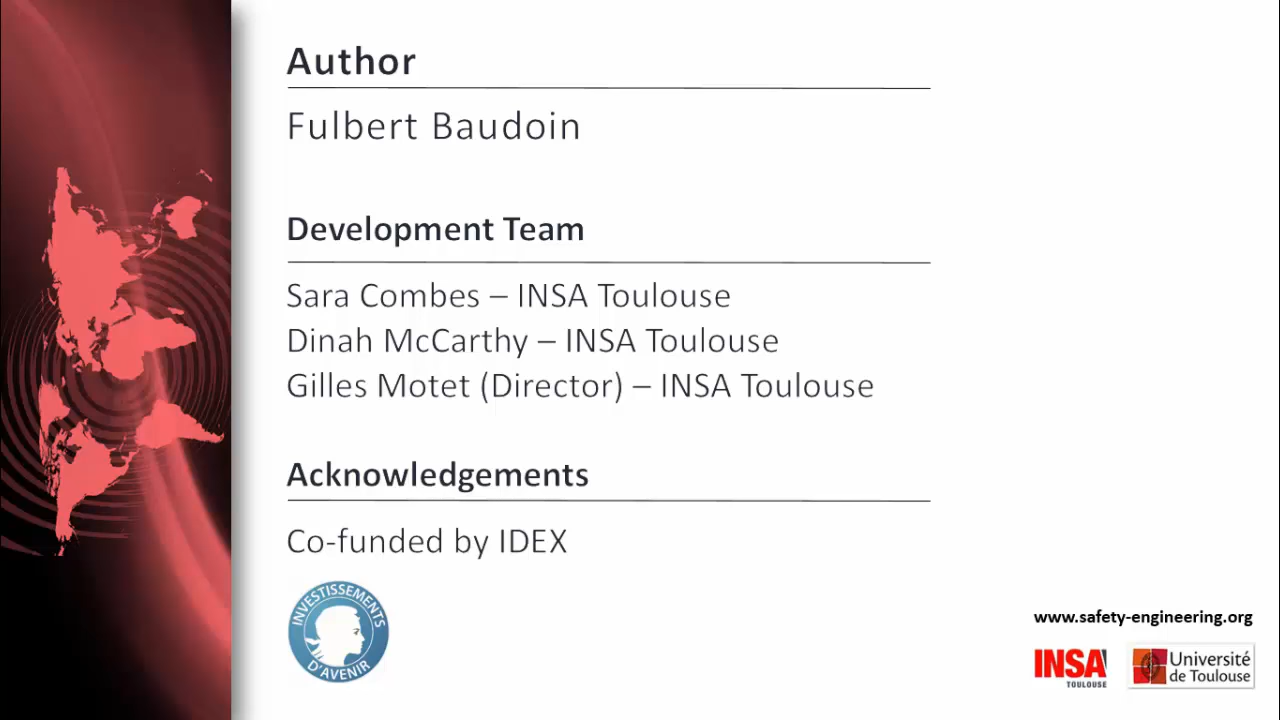 Author
Fulbert Baudoin
Development Team
Sara Combes – INSA Toulouse
Dinah McCarthy – INSA Toulouse
Gilles Motet (Director) – INSA Toulouse
Acknowledgements
Co-funded by IDEX
INVESTISSEMENTS
D'AVENIR
www.safety-engineering.org
INSA
TOULOUSE
Université
de Toulouse